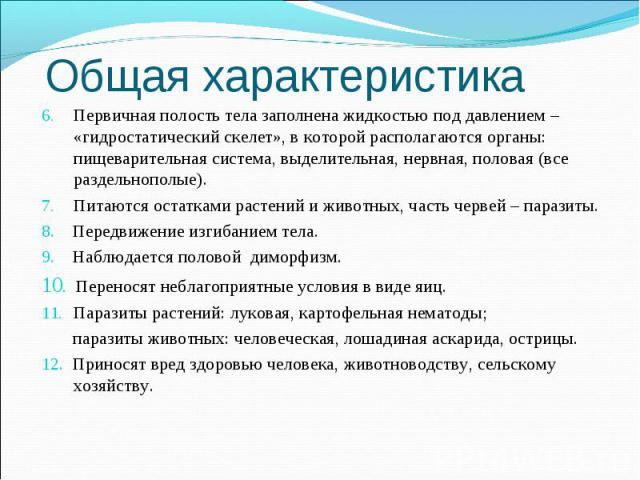 Общая характеристика
6. Первичная полость тела заполнена жидкостью под давлением –
«гидростатический скелет», в которой располагаются органы:
пищеварительная система, выделительная, нервная, половая (все
раздельнополые).
7. Питаются остатками растений и животных, часть червей – паразиты.
8. Передвижение изгибанием тела.
9. Наблюдается половой диморфизм.
10. Переносят неблагоприятные условия в виде яиц.
11. Паразиты растений: луковая, картофельная нематоды;
паразиты животных: человеческая, лошадиная аскарида, острицы.
12. Приносят вред здоровью человека, животноводству, сельскому
хозяйству.